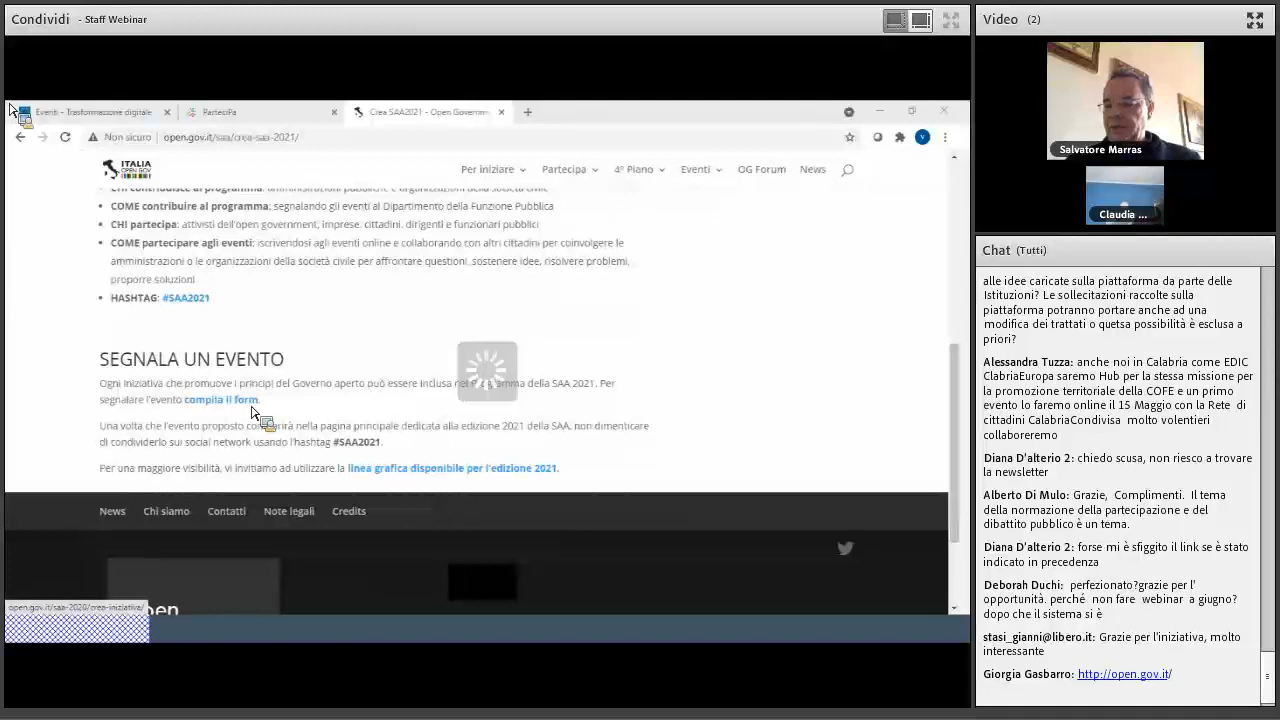 Condividi - Staff Webinar
Eventi - Trasformazione digitale
ParteciPa
Crea SAA2021 - Open Governm
Non sicuro
open.gov.it/saa/crea-saa-2021/
ITALIA
OPEN GOV
Per iniziare
Partecipa
4° Piano
Eventi
OG Forum
News
COME contribuire al programma: segnalando gli eventi al Dipartimento della Funzione Pubblica
CHI partecipa: attivisti dell'open government, imprese, cittadini, dirigenti e funzionari pubblici
COME partecipare agli eventi: iscrivendosi agli eventi online e collaborando con altri cittadini per coinvolgere le
amministrazioni o le organizzazioni della società civile per affrontare questioni, sostenere idee, risolvere problemi,
proporre soluzioni
HASHTAG: #SAA2021
SEGNALA UN EVENTO
Ogni Iniziativa che promuove i principi del Governo aperto può essere inclusa nel programma della SAA 2021. Per
segnalare l'evento compila il form.
Una volta che l'evento proposto comparirà nella pagina principale dedicata alla edizione 2021 della SAA, non dimenticare
di condividerlo sui social network usando l'hashtag #SAA2021.
Per una maggiore visibilità, vi invitiamo ad utilizzare la linea grafica disponibile per l'edizione 2021.
News
Chi siamo
Contatti
Note legali
Credits
open.gov.it/saa-2020/crea-iniziativa/
pen
Video (2)
Salvatore Marras
Claudia ...
Chat (Tutti)
alle idee caricate sulla piattaforma da parte delle
Istituzioni? Le sollecitazioni raccolte sulla
piattaforma potranno portare anche ad una
modifica dei trattati o quetsa possibilità è esclusa a
priori?
Alessandra Tuzza: anche noi in Calabria come EDIC
ClabriaEuropa saremo Hub per la stessa missione per
la promozione territoriale della COFE e un primo
evento lo faremo online il 15 Maggio con la Rete di
cittadini CalabriaCondivisa molto volentieri
collaboreremo
Diana D'alterio 2: chiedo scusa, non riesco a trovare
la newsletter
Alberto Di Mulo: Grazie, Complimenti. Il tema
della normazione della partecipazione e del
dibattito pubblico è un tema.
Diana D'alterio 2: forse mi è sfiggito il link se è stato
indicato in precedenza
Deborah Duchi: perfezionato?grazie per l'
opportunità. perché non fare webinar a giugno?
dopo che il sistema si è
stasi_gianni@libero.it: Grazie per l'iniziativa, molto
interessante
Giorgia Gasbarro: http://open.gov.it/